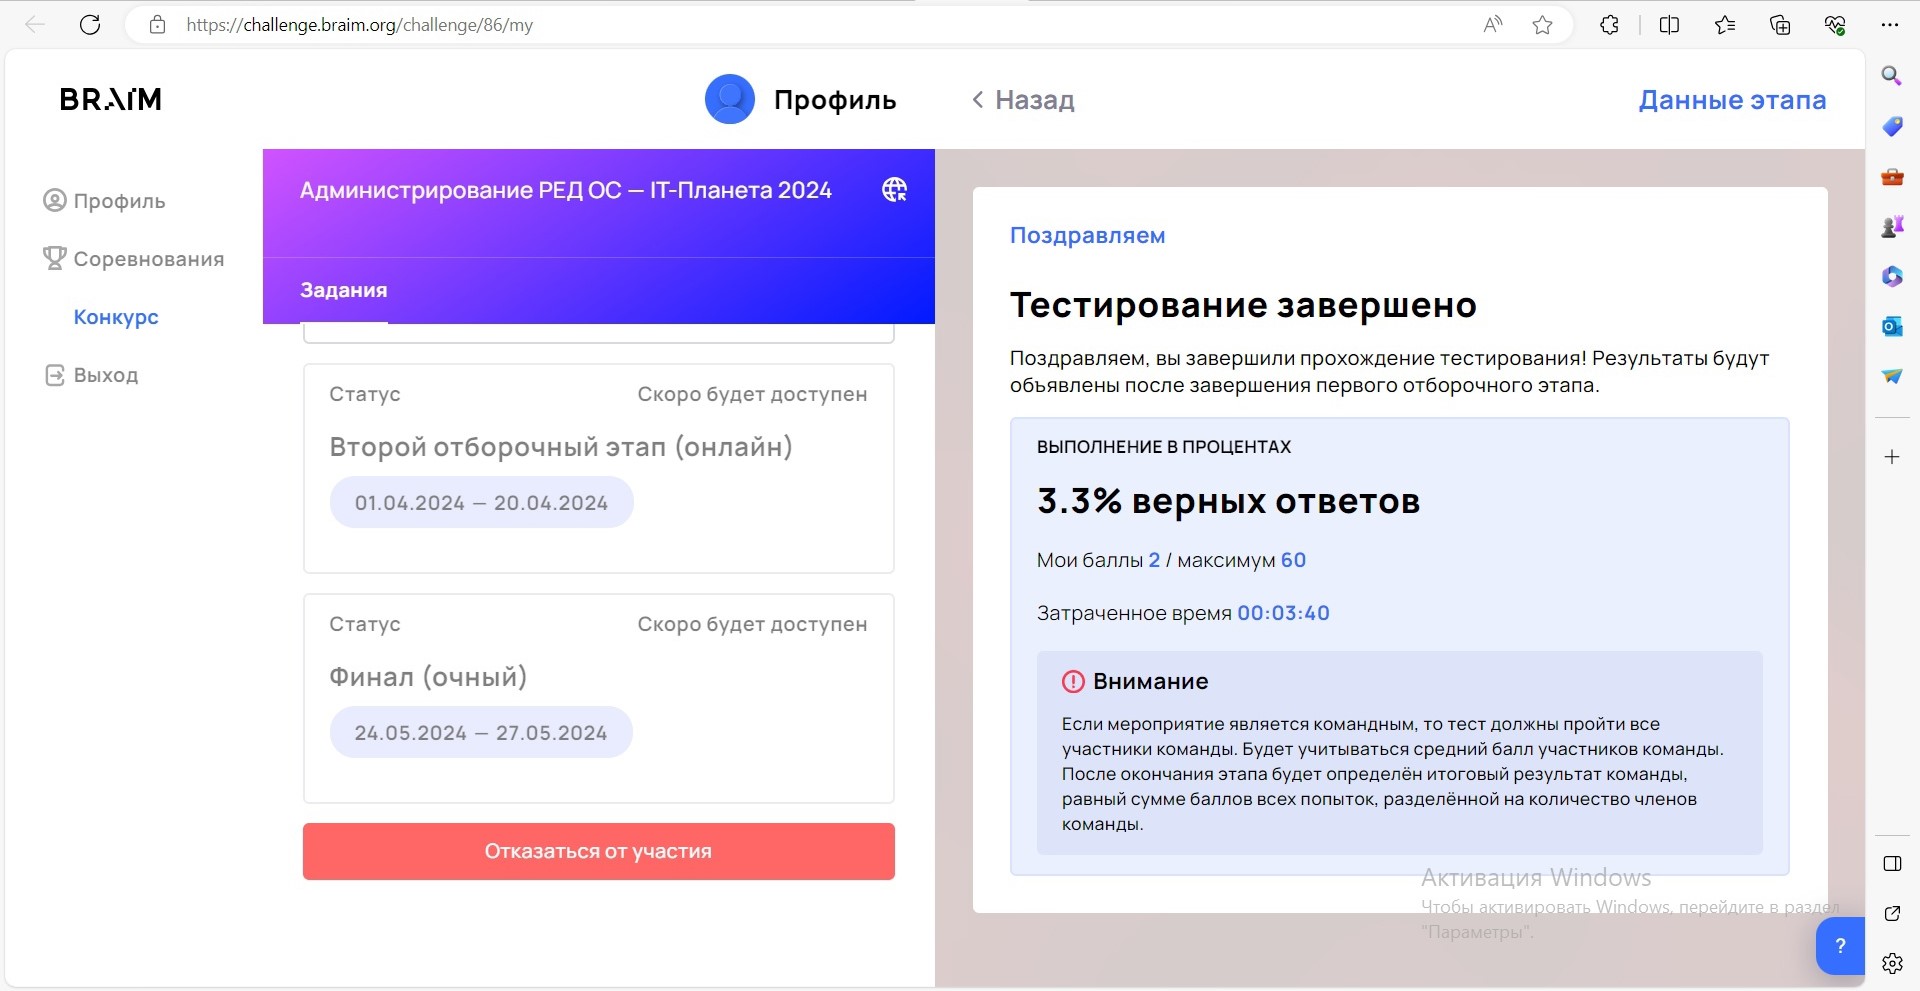 https://challenge.braim.org/challenge/86/my
BRAIM
Профиль
Назад
Данные этапа
Профиль
Соревнования
Конкурс
Выход
Администрирование РЕД ОС — IT-Планета 2024
Задания
Статус
Скоро будет доступен
Второй отборочный этап (онлайн)
01.04.2024 — 20.04.2024
Статус
Скоро будет доступен
Финал (очный)
24.05.2024 — 27.05.2024
Отказаться от участия
Поздравляем
Тестирование завершено
Поздравляем, вы завершили прохождение тестирования! Результаты будут
объявлены после завершения первого отборочного этапа.
ВЫПОЛНЕНИЕ В ПРОЦЕНТАХ
3.3% верных ответов
Мои баллы 2 / максимум 60
Затраченное время 00:03:40
Внимание
Если мероприятие является командным, то тест должны пройти все
участники команды. Будет учитываться средний балл участников команды.
После окончания этапа будет определён итоговый результат команды,
равный сумме баллов всех попыток, разделённой на количество членов
команды.
Активация Windows
Чтобы активировать Windows, перейдите в раздел
"Параметры".
?